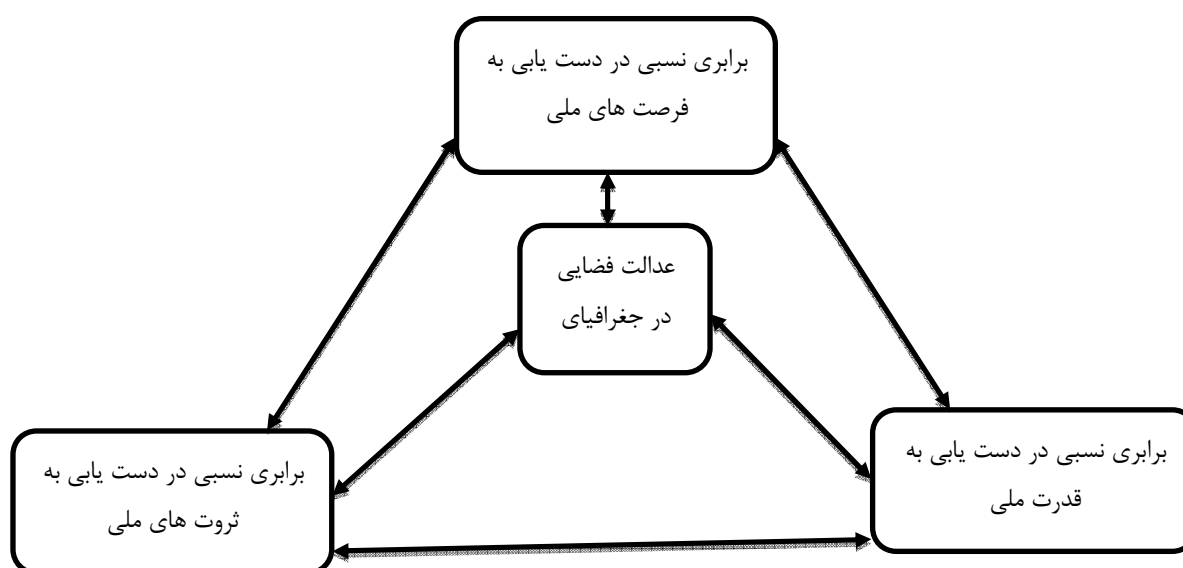 برابری نسبی در دست یابی به
فرصت های ملی
عدالت فضایی
در جغرافیای
برابری نسبی در دست یابی به
قدرت ملی
برابری نسبی در دست یابی به
ثروت های ملی